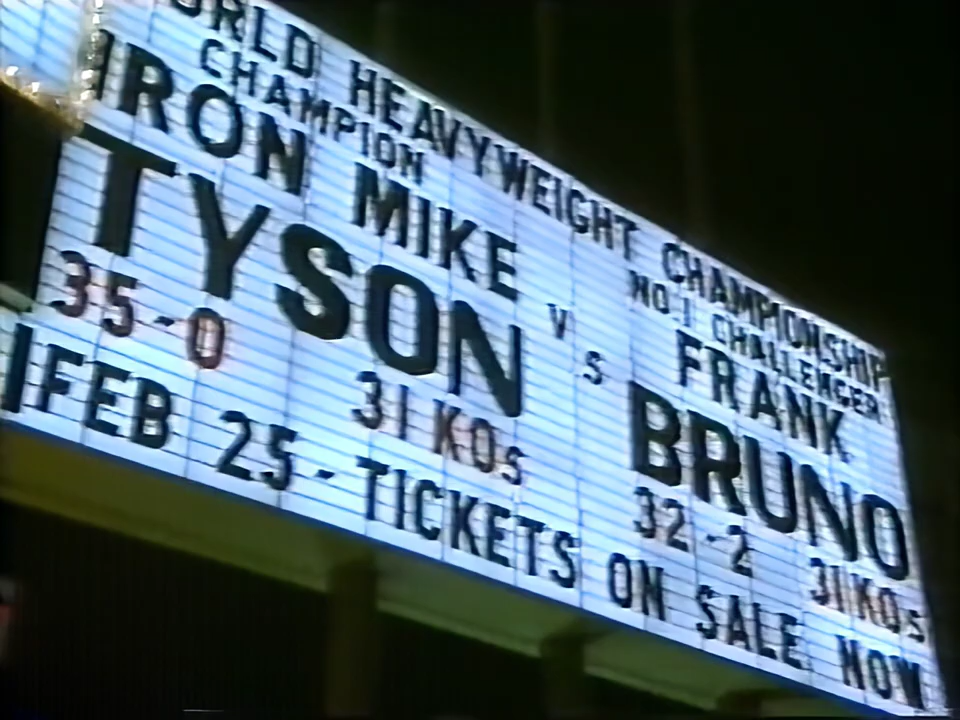 WORLD HEAVYWEIGHT CHAMPIONSHIP
CHAMPION
IRON MIKE
TYSON
35-0
31 KOs
VS
NO.1 CHALLENGER
FRANK
BRUNO
32-2
31 KOs
FEB 25-TICKETS ON SALE NOW